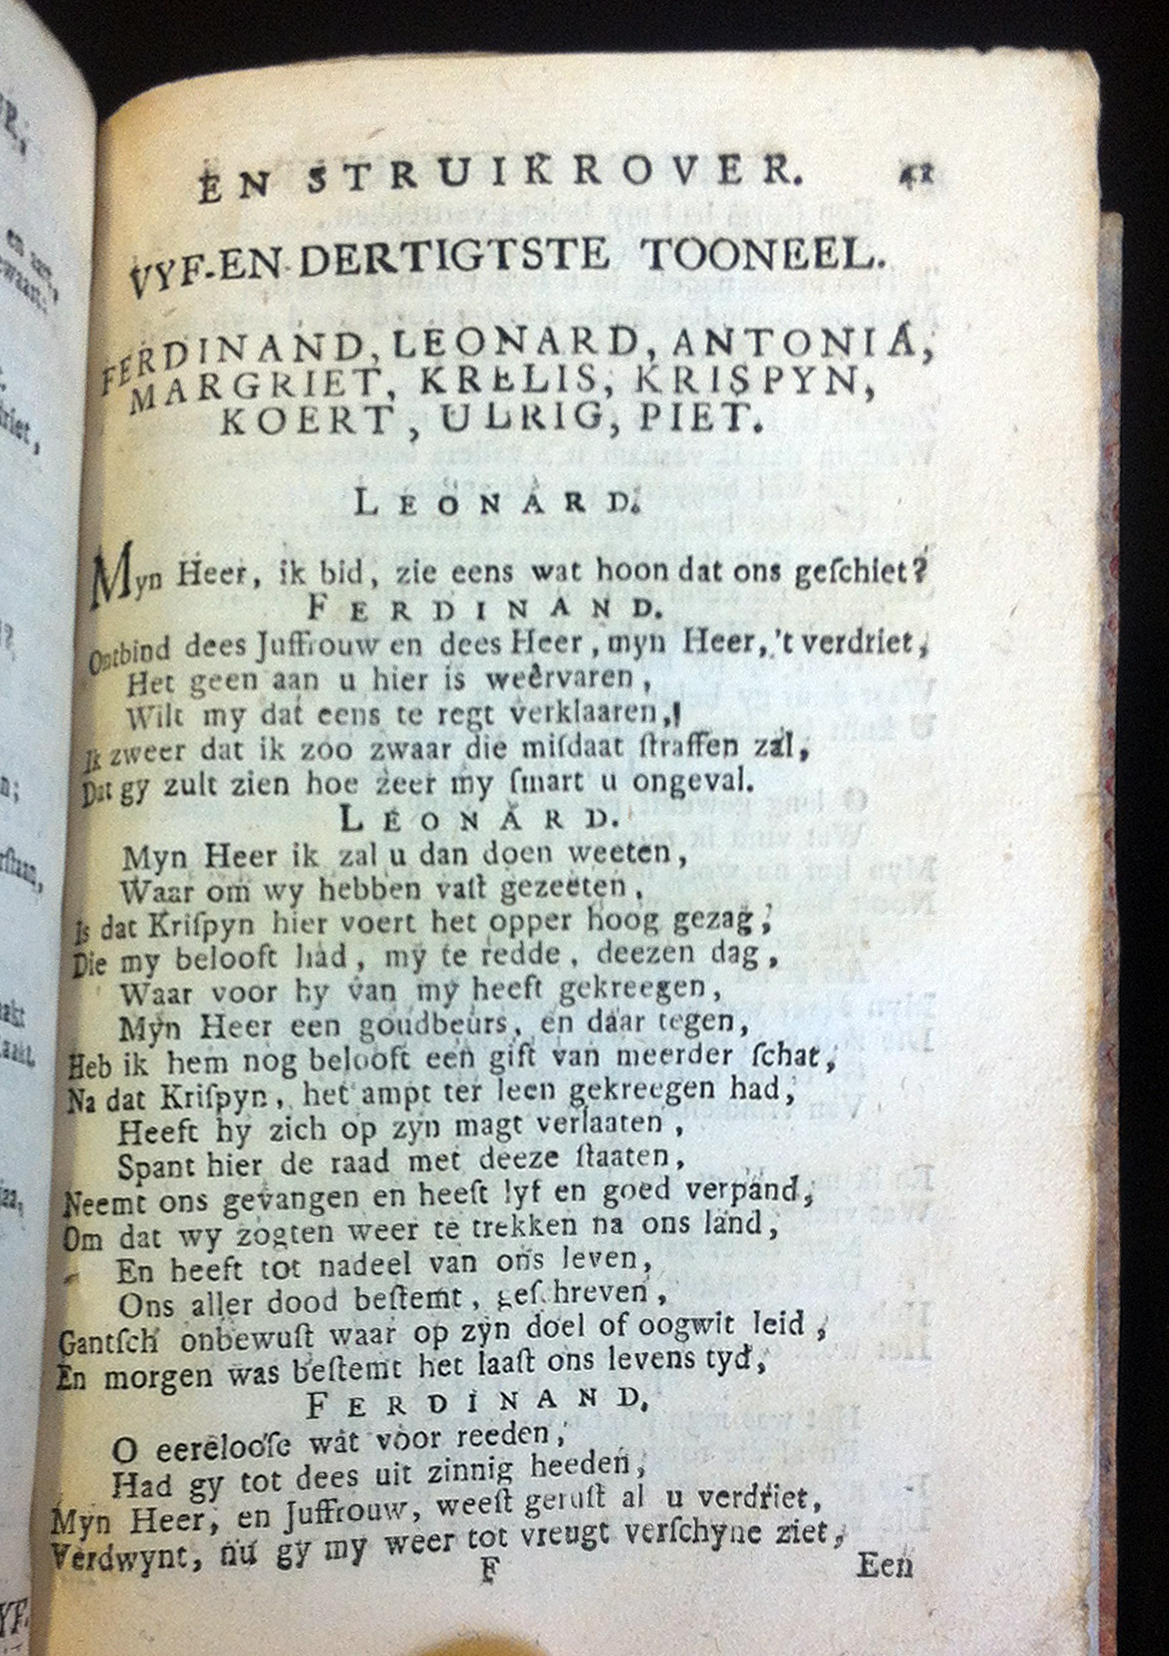 EN STRUIKROVER. 41
VYF-EN-DERTIGTSTE TOONEEL.
FERDINAND, LEONARD, ANTONIA,
MARGRIET, KRELIS, KRISPYN,
KOERT, ULRIG, PIET.
LEONARD.
Myn Heer, ik bid, zie eens wat hoon dat ons geſchiet?
FERDINAND.
Ontbind dees Juffrouw en dees Heer, myn Heer, 't verdriet,
Het geen aan u hier is weêrvaren,
Wilt my dat eens te regt verklaaren,
Ik zweer dat ik zoo zwaar die miſdaat ſtraffen zal,
Dat gy zult zien hoe zeer my ſmart u ongeval.
LEONARD.
Myn Heer ik zal u dan doen weeten,
Waar om wy hebben vaſt gezeeten,
Is dat Kriſpyn hier voert het opper hoog gezag;
Die my belooft had, my te redde, deezen dag,
Waar voor hy van my heeft gekreegen,
Myn Heer een goudbeurs, en daar tegen,
Heb ik hem nog belooft een gift van meerder ſchat,
Na dat Kriſpyn, het ampt ter leen gekreegen had,
Heeft hy zich op zyn magt verlaaten,
Spant hier de raad met deeze ſtaaten,
Neemt ons gevangen en heeft lyf en goed verpand,
Om dat wy zogten weer te trekken na ons land,
En heeft tot nadeel van ons leven,
Ons aller dood beſtemt, geſchreven,
Gantſch onbewuſt waar op zyn doel of oogwit leid,
En morgen was beſtemt het laaſt ons levens tyd,
FERDINAND,
O eerelooſe wat voor reeden,
Had gy tot dees uit zinnig heeden,
Myn Heer, en Juffrouw, weeſt geruſt al u verdriet,
Verdwynt, nu gy my weer tot vreugt verſchyne ziet,
F Een